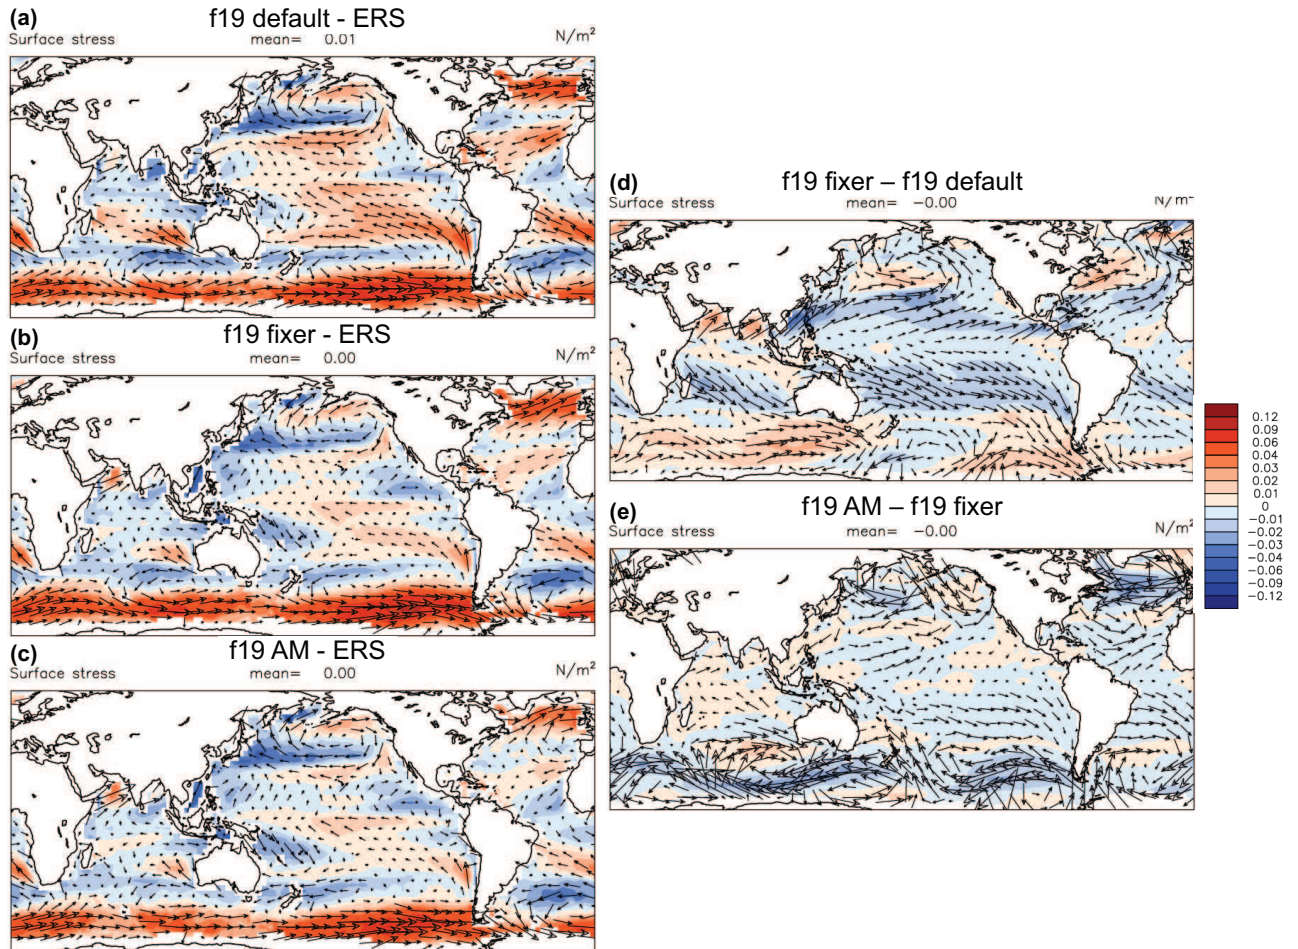 (a)
f19 default - ERS
Surface stress mean= 0.01 N/m²
(b)
f19 fixer - ERS
Surface stress mean= 0.00 N/m²
(c)
f19 AM - ERS
Surface stress mean= 0.00 N/m²
(d)
f19 fixer – f19 default
Surface stress mean= −0.00 N/m²
(e)
f19 AM – f19 fixer
Surface stress mean= −0.00 N/m²
0.12
0.09
0.06
0.03
0.02
0.01
0
−0.01
−0.02
−0.03
−0.04
−0.06
−0.09
−0.12